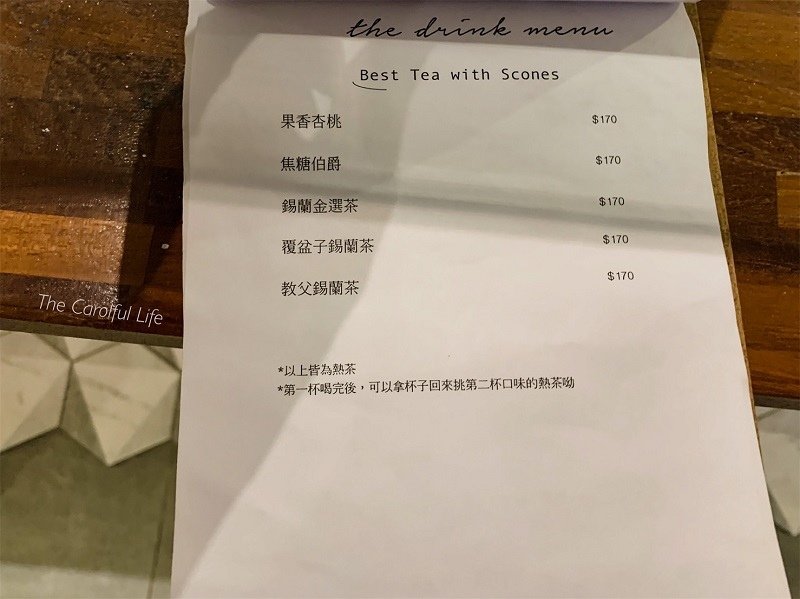 the drink menu
Best Tea with Scones
果香杏桃 $170
焦糖伯爵 $170
錫蘭金選茶 $170
覆盆子錫蘭茶 $170
教父錫蘭茶 $170
*以上皆為熱茶
*第一杯喝完後，可以拿杯子回來挑第二杯口味的熱茶呦
The Carolful Life